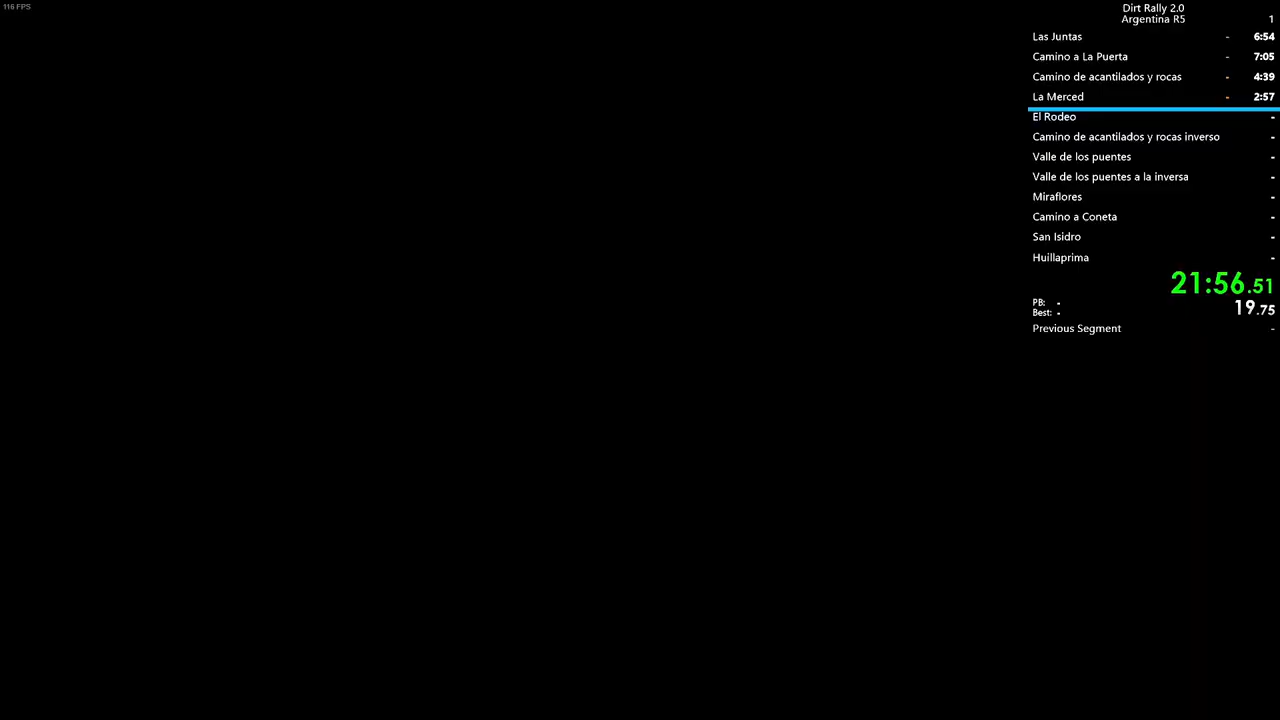 116 FPS
Dirt Rally 2.0
Argentina R5 1
Las Juntas - 6:54
Camino a La Puerta - 7:05
Camino de acantilados y rocas - 4:39
La Merced - 2:57
El Rodeo -
Camino de acantilados y rocas inverso -
Valle de los puentes -
Valle de los puentes a la inversa -
Miraflores -
Camino a Coneta -
San Isidro -
Huillaprima -
21:56.51
PB: -
19.75
Best: -
Previous Segment -